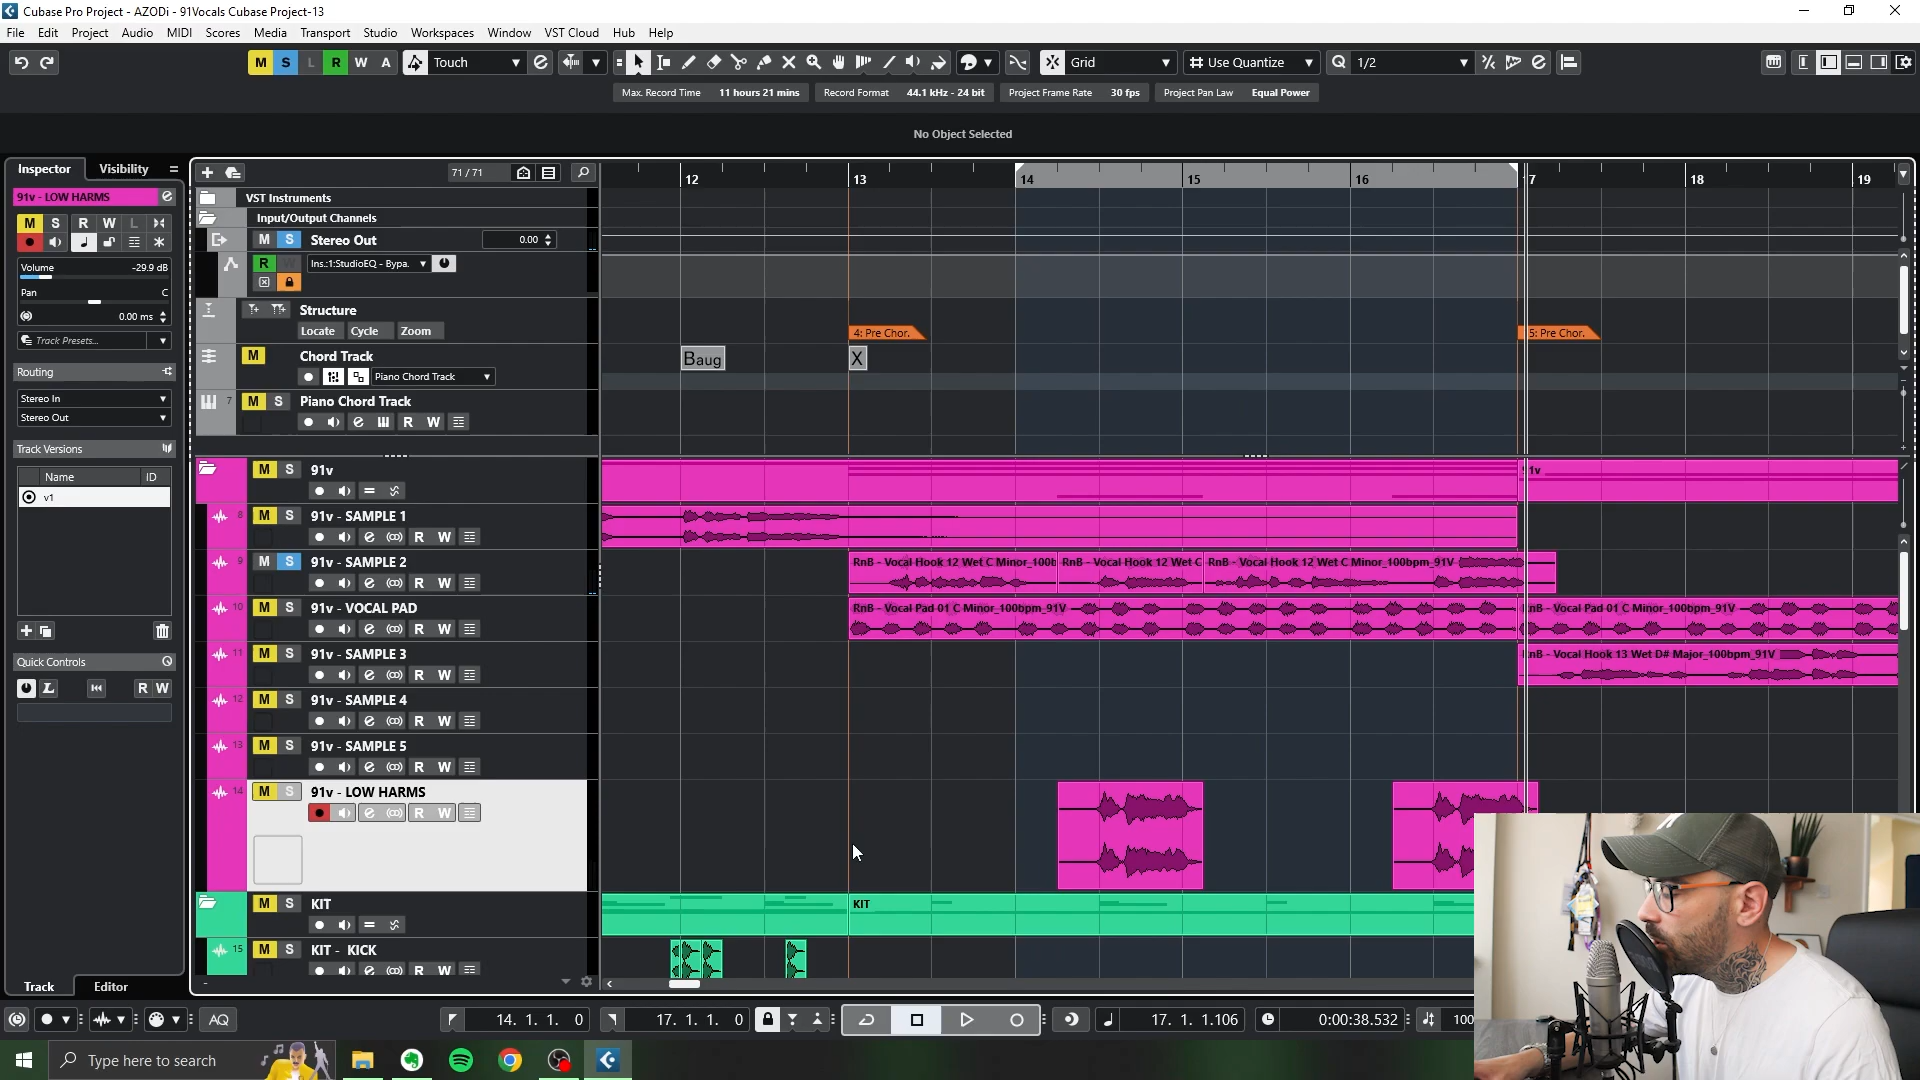 Cubase Pro Project - AZODi - 91Vocals Cubase Project-13
File Edit Project Audio MIDI Scores Media Transport Studio Workspaces Window VST Cloud Hub Help
M S L R W A Touch Grid # Use Quantize Q 1/2
Max. Record Time 11 hours 21 mins Record Format 44.1 kHz - 24 bit Project Frame Rate 30 fps Project Pan Law Equal Power
No Object Selected
Inspector Visibility
71 / 71
12 13 14 15 16 17 18 19
91v - LOW HARMS
M S R W L
Volume -29.9 dB
Pan C
0.00 ms
Track Presets...
Routing
Stereo In
Stereo Out
Track Versions
Name ID
v1
Quick Controls
R W
Track Editor
VST Instruments
Input/Output Channels
M S Stereo Out 0.00
R W Ins.:1:StudioEQ - Bypa.
Structure
Locate Cycle Zoom
4: Pre Chor. 5: Pre Chor.
M Chord Track
Piano Chord Track
Baug X
7 M S Piano Chord Track
R W
M S 91v
91v
8 M S 91v - SAMPLE 1
R W
9 M S 91v - SAMPLE 2
R W
RnB - Vocal Hook 12 Wet C Minor_100b RnB - Vocal Hook 12 Wet C RnB - Vocal Hook 12 Wet C Minor_100bpm_91V
10 M S 91v - VOCAL PAD
R W
RnB - Vocal Pad 01 C Minor_100bpm_91V RnB - Vocal Pad 01 C Minor_100bpm_91V
11 M S 91v - SAMPLE 3
R W
RnB - Vocal Hook 13 Wet D# Major_100bpm_91V
12 M S 91v - SAMPLE 4
R W
13 M S 91v - SAMPLE 5
R W
14 M S 91v - LOW HARMS
R W
M S KIT
KIT
15 M S KIT - KICK
R W
AQ 14. 1. 1. 0 17. 1. 1. 0 17. 1. 1.106 0:00:38.532 100
Type here to search